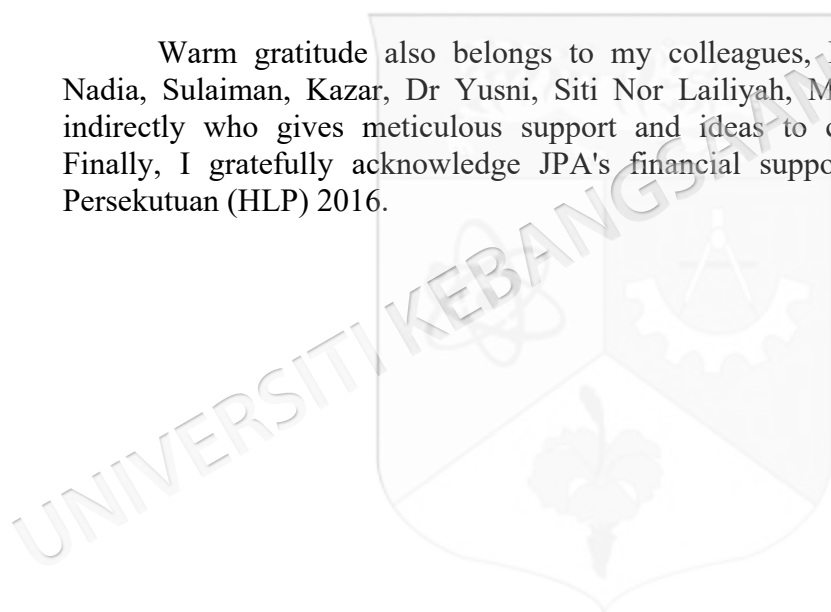 Warm gratitude also belongs to my colleagues,
Nadia, Sulaiman, Kazar, Dr Yusni, Siti Nor Lailiyah,
indirectly who gives meticulous support and ideas to
Finally, I gratefully acknowledge JPA's financial
Persekutuan (HLP) 2016.
UNIVERSITI KEBANGSAAN